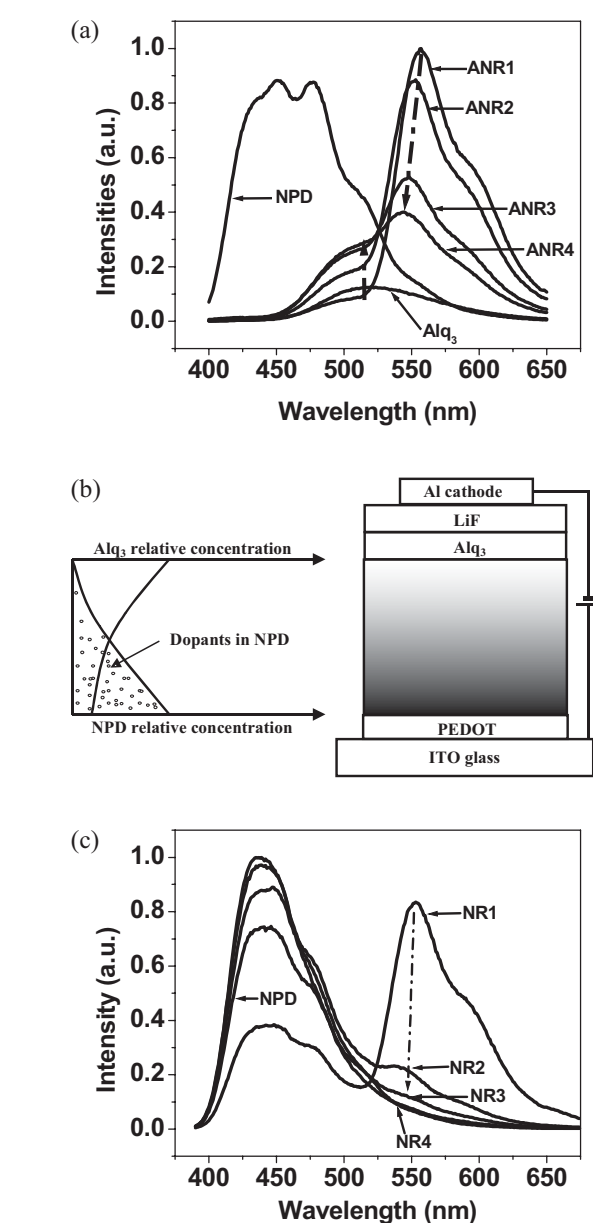 (a)
1.0
0.8
0.6
0.4
0.2
0.0
Intensities (a.u.)
ANR1
ANR2
NPD
ANR3
ANR4
Alq3
400 450 500 550 600 650
Wavelength (nm)
(b)
Al cathode
LiF
Alq3
Alq3 relative concentration
Dopants in NPD
NPD relative concentration
PEDOT
ITO glass
(c)
1.0
0.8
0.6
0.4
0.2
0.0
Intensity (a.u.)
NR1
NPD
NR2
NR3
NR4
400 450 500 550 600 650
Wavelength (nm)